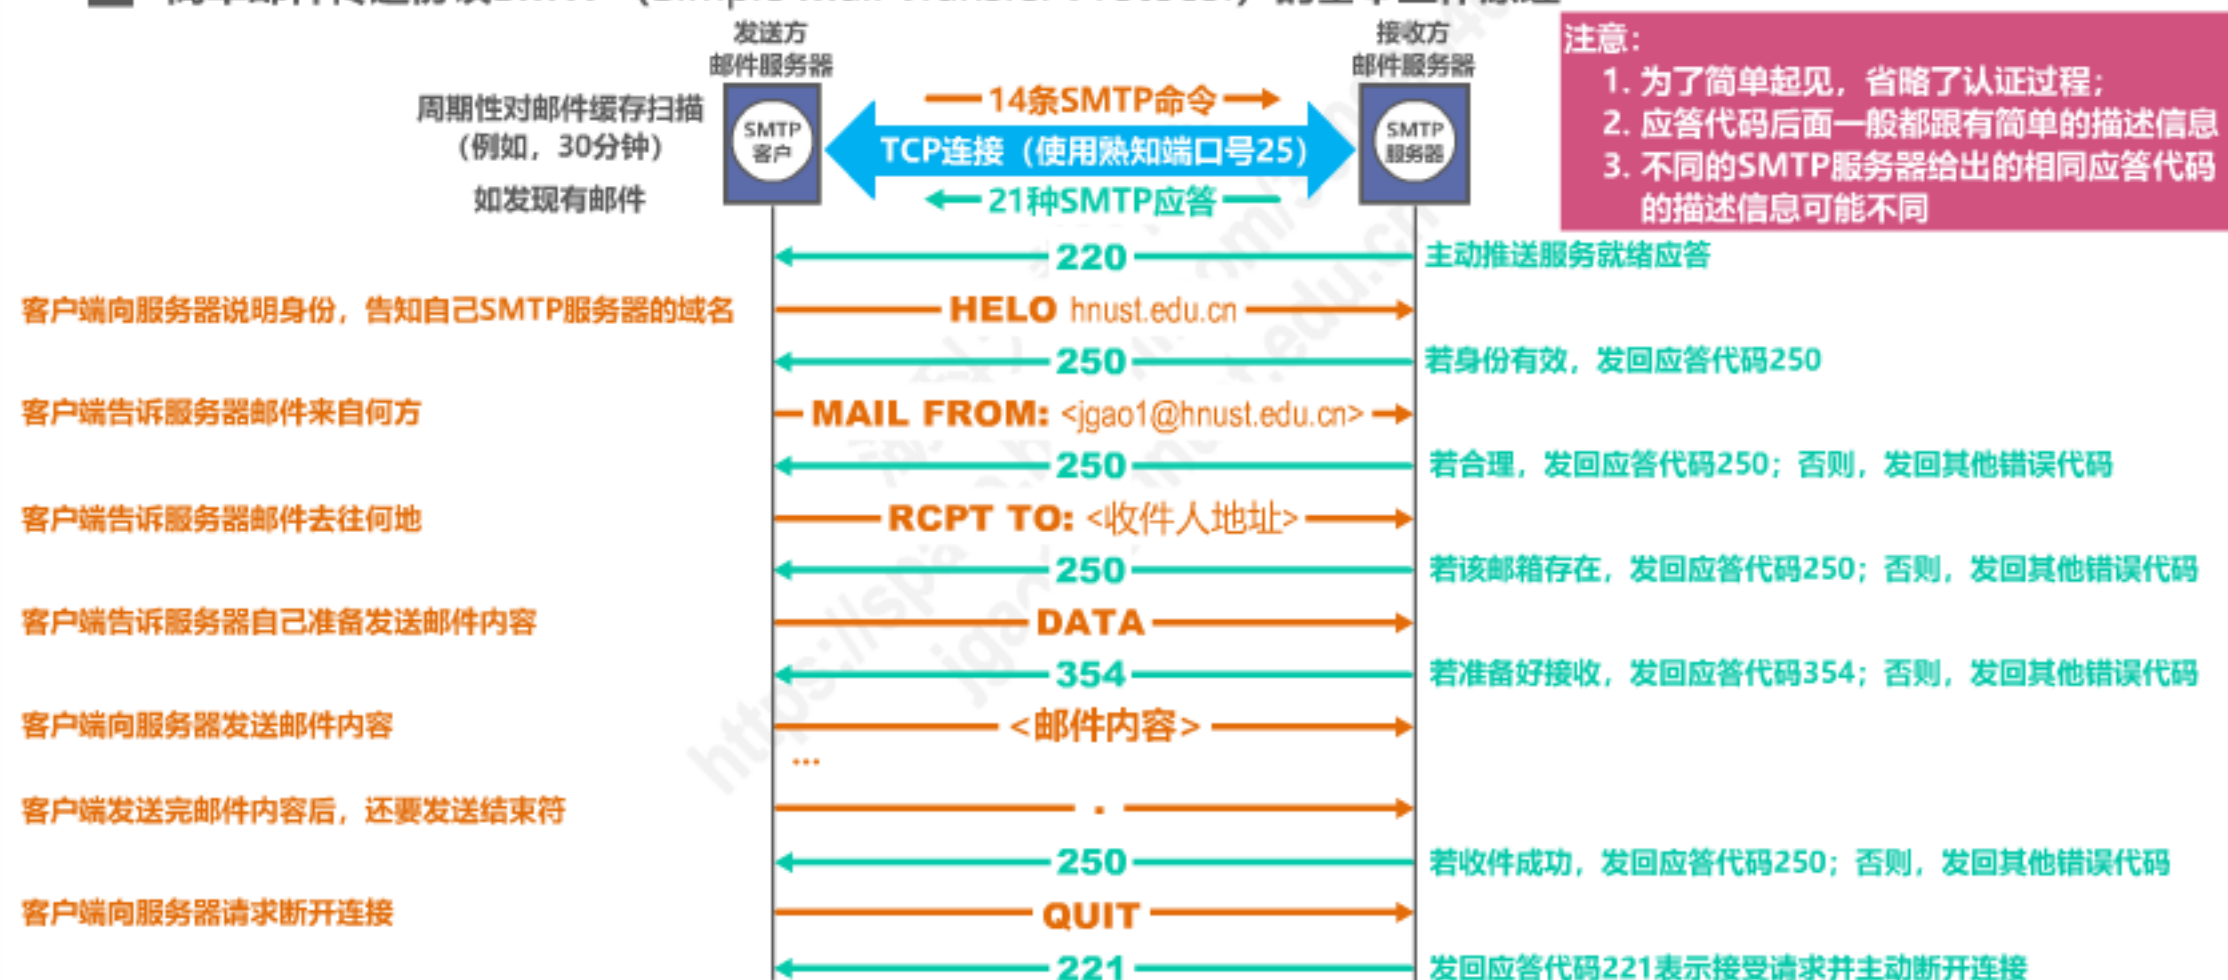 发送方
邮件服务器
接收方
邮件服务器
注意：
1. 为了简单起见，省略了认证过程；
2. 应答代码后面一般都跟有简单的描述信息
3. 不同的SMTP服务器给出的相同应答代码
的描述信息可能不同
周期性对邮件缓存扫描
（例如，30分钟）
如发现有邮件
SMTP
客户
14条SMTP命令
TCP连接（使用熟知端口号25）
21种SMTP应答
SMTP
服务器
220
主动推送服务就绪应答
客户端向服务器说明身份，告知自己SMTP服务器的域名
HELO hnust.edu.cn
250
若身份有效，发回应答代码250
客户端告诉服务器邮件来自何方
MAIL FROM: <jgao1@hnust.edu.cn>
250
若合理，发回应答代码250；否则，发回其他错误代码
客户端告诉服务器邮件去往何地
RCPT TO: <收件人地址>
250
若该邮箱存在，发回应答代码250；否则，发回其他错误代码
客户端告诉服务器自己准备发送邮件内容
DATA
354
若准备好接收，发回应答代码354；否则，发回其他错误代码
客户端向服务器发送邮件内容
<邮件内容>
...
客户端发送完邮件内容后，还要发送结束符
.
250
若收件成功，发回应答代码250；否则，发回其他错误代码
客户端向服务器请求断开连接
QUIT
221
发回应答代码221表示接受请求并主动断开连接